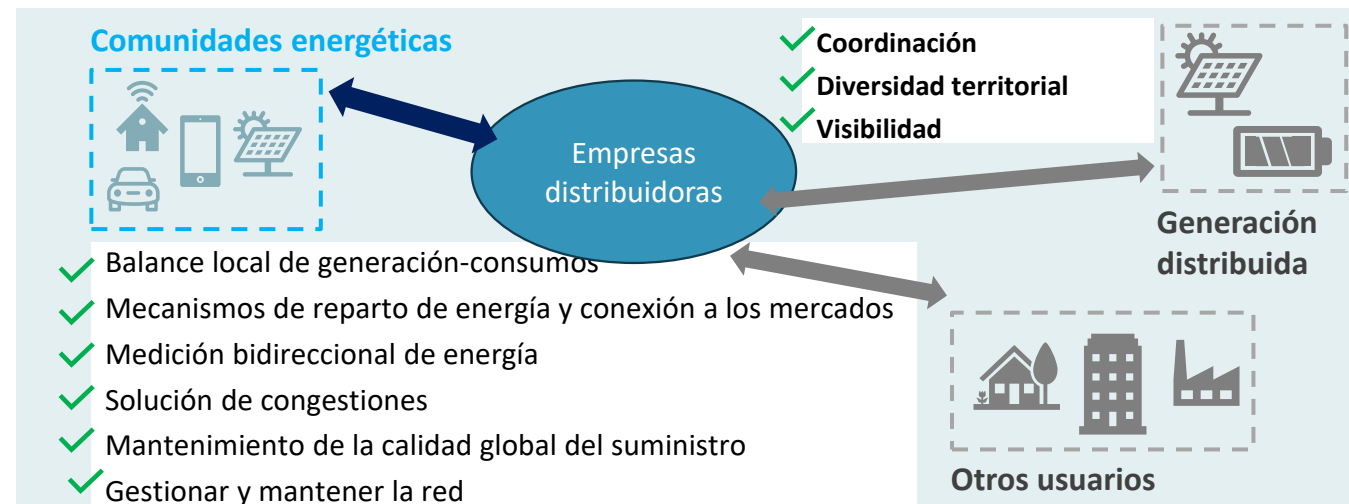 Comunidades energéticas
Coordinación
Diversidad territorial
Visibilidad
Empresas
distribuidoras
Generación
distribuida
Balance local de generación-consumos
Mecanismos de reparto de energía y conexión a los mercados
Medición bidireccional de energía
Solución de congestiones
Mantenimiento de la calidad global del suministro
Gestionar y mantener la red
Otros usuarios